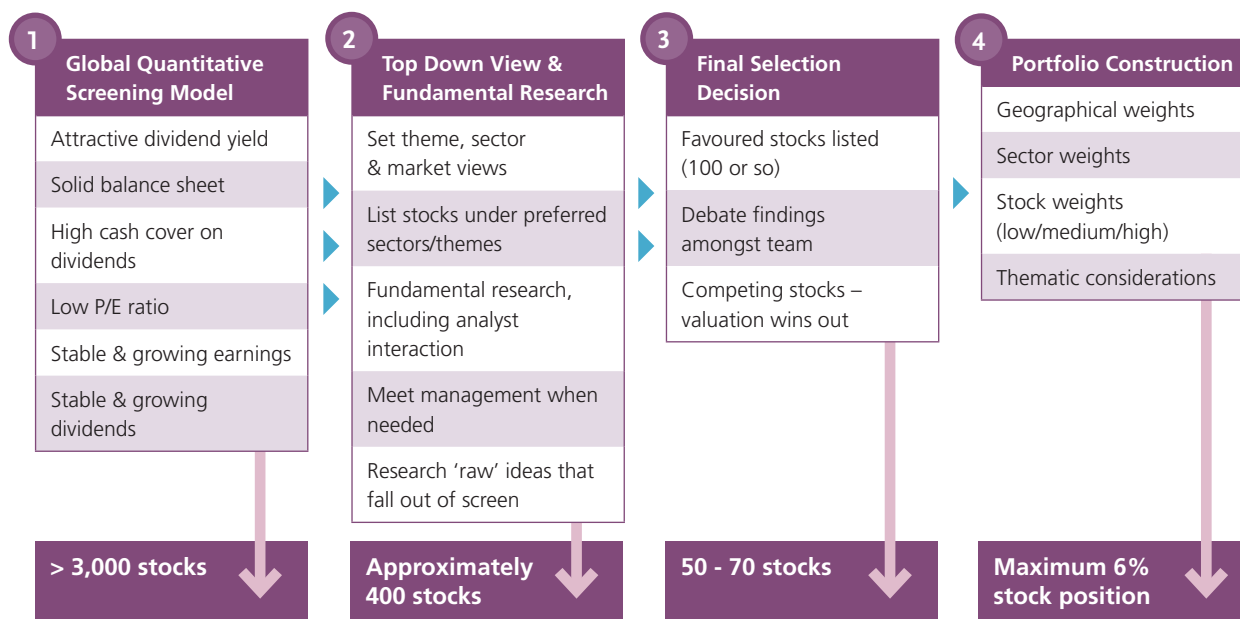 1
Global Quantitative
Screening Model
Attractive dividend yield
Solid balance sheet
High cash cover on
dividends
Low P/E ratio
Stable & growing earnings
Stable & growing
dividends
> 3,000 stocks
2
Top Down View &
Fundamental Research
Set theme, sector
& market views
List stocks under preferred
sectors/themes
Fundamental research,
including analyst
interaction
Meet management when
needed
Research ‘raw’ ideas that
fall out of screen
Approximately
400 stocks
3
Final Selection
Decision
Favoured stocks listed
(100 or so)
Debate findings
amongst team
Competing stocks –
valuation wins out
50 - 70 stocks
4
Portfolio Construction
Geographical weights
Sector weights
Stock weights
(low/medium/high)
Thematic considerations
Maximum 6%
stock position